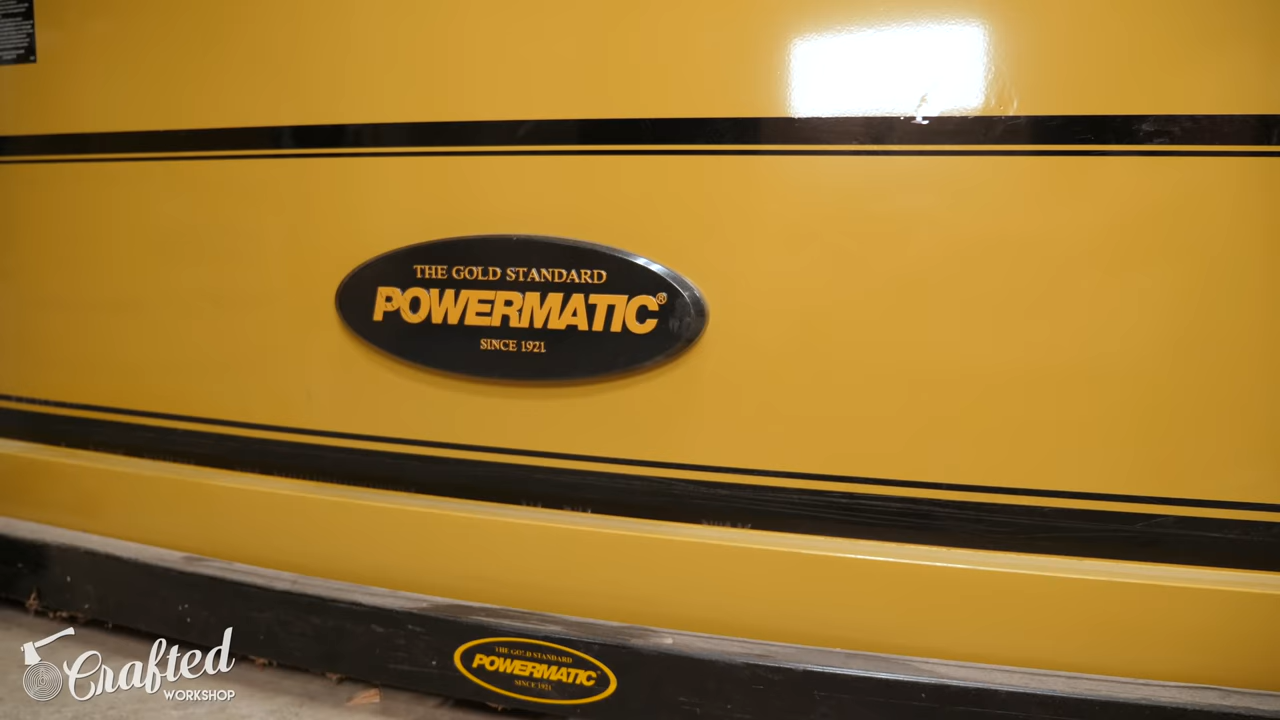 THE GOLD STANDARD
POWERMATIC®
SINCE 1921
THE GOLD STANDARD
POWERMATIC
SINCE 1921
Crafted
WORKSHOP